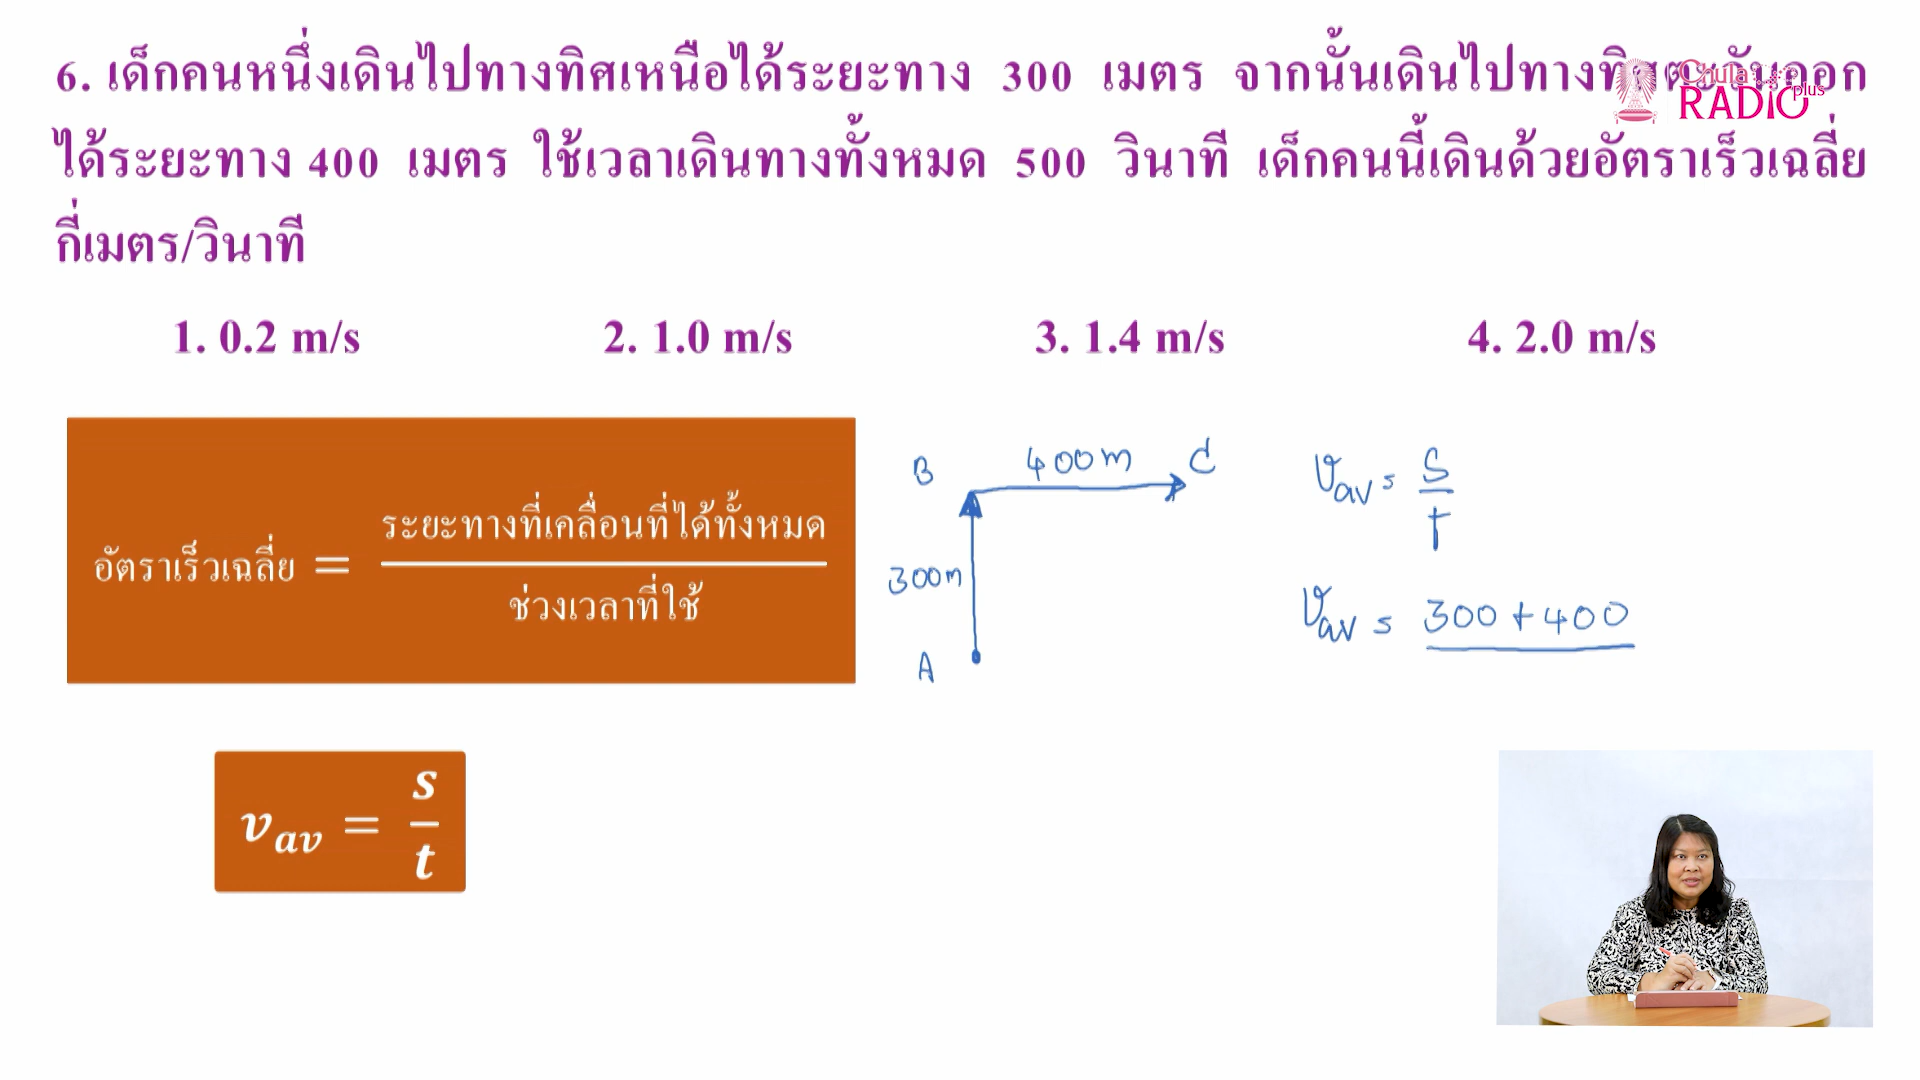 6. เด็กคนหนึ่งเดินไปทางทิศเหนือได้ระยะทาง 300 เมตร จากนั้นเดินไปทางทิศตะวันออก
Chula
RADIO plus
ได้ระยะทาง 400 เมตร ใช้เวลาเดินทางทั้งหมด 500 วินาที เด็กคนนี้เดินด้วยอัตราเร็วเฉลี่ย
กี่เมตร/วินาที
1. 0.2 m/s 2. 1.0 m/s 3. 1.4 m/s 4. 2.0 m/s
อัตราเร็วเฉลี่ย = ระยะทางที่เคลื่อนที่ได้ทั้งหมด
ช่วงเวลาที่ใช้
B 400m C
300m
A
v_av = s
t
v_av = 300 + 400
v_av = s
t